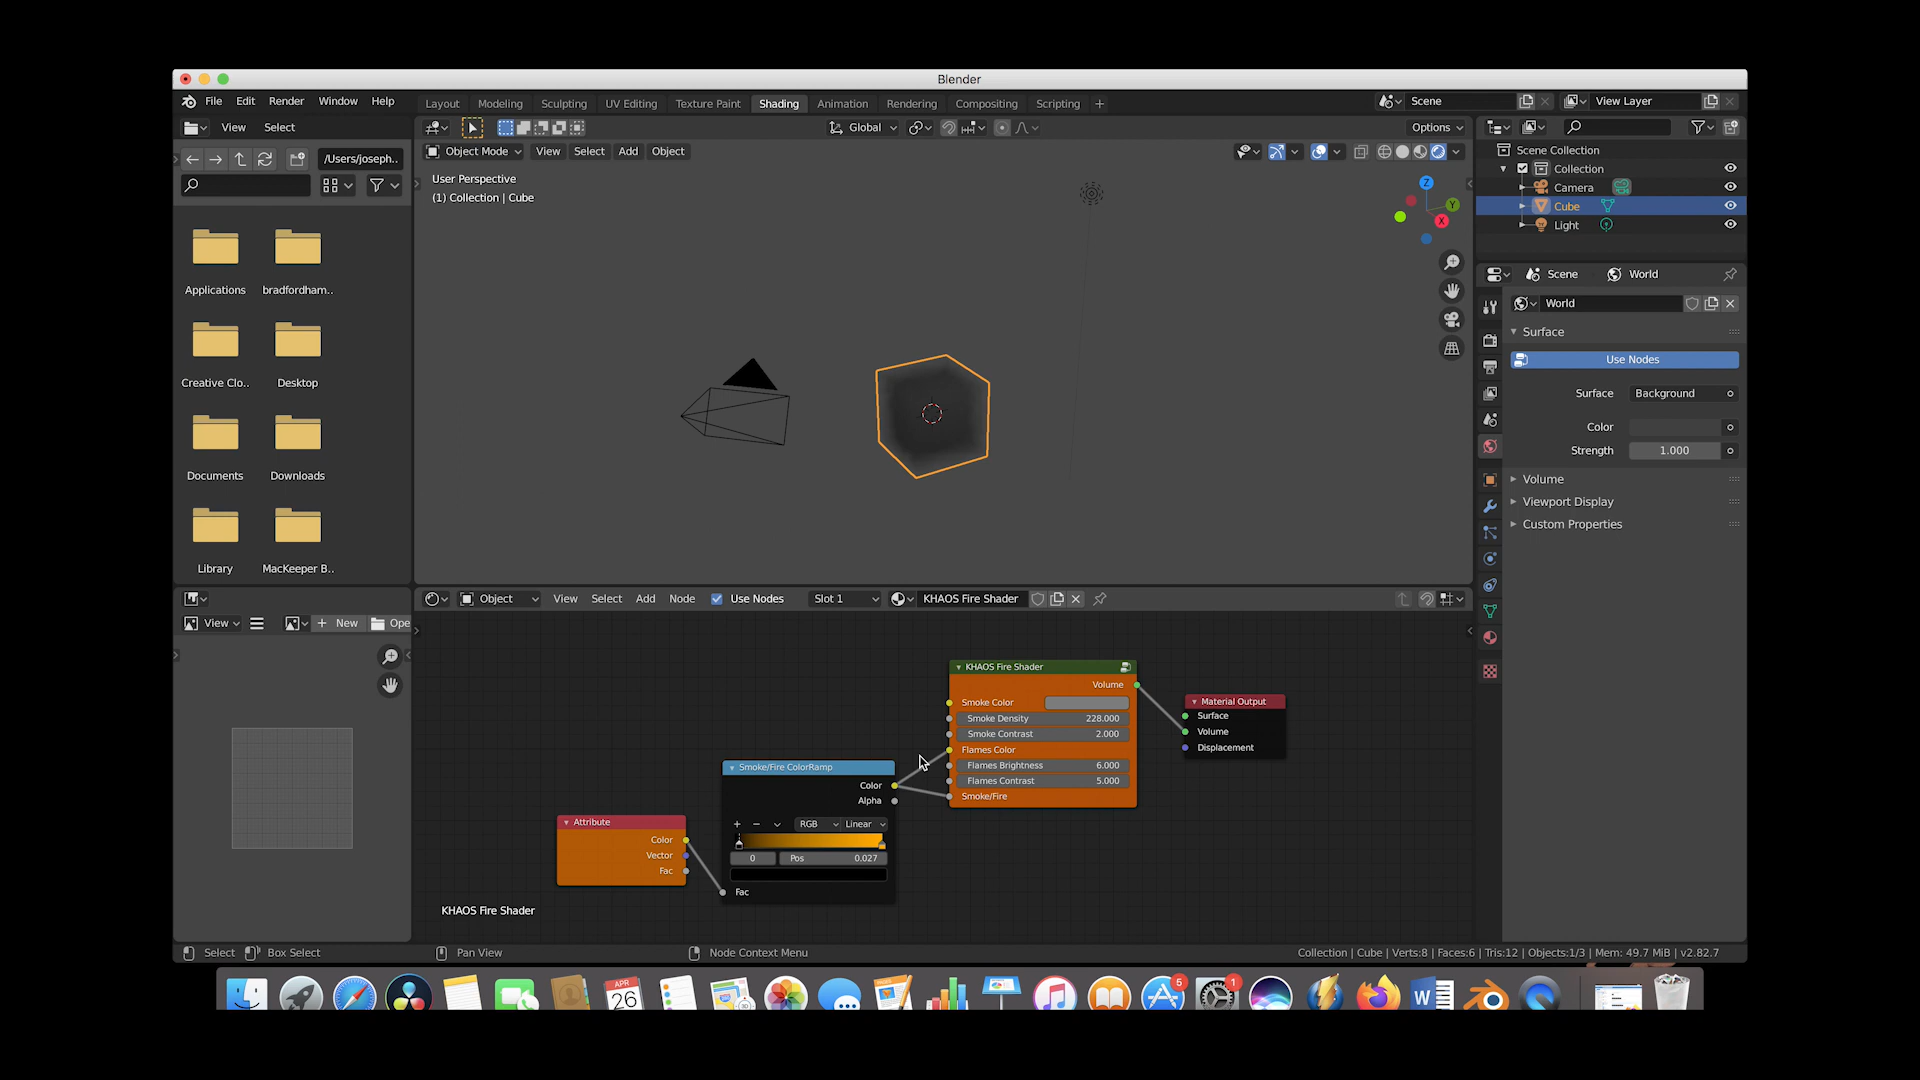 Blender
File Edit Render Window Help
Layout Modeling Sculpting UV Editing Texture Paint Shading Animation Rendering Compositing Scripting +
Scene
View Layer
View Select
Global
Options
/Users/joseph..
Object Mode View Select Add Object
User Perspective
(1) Collection | Cube
Z
Y
X
Scene Collection
Collection
Camera
Cube
Light
Applications
bradfordham..
Creative Clo..
Desktop
Documents
Downloads
Library
MacKeeper B..
Scene World
World
Surface
Use Nodes
Surface Background
Color
Strength 1.000
Volume
Viewport Display
Custom Properties
Object View Select Add Node Use Nodes Slot 1 KHAOS Fire Shader
View + New Ope
KHAOS Fire Shader
Volume
Smoke Color
Smoke Density 228.000
Smoke Contrast 2.000
Flames Color
Flames Brightness 6.000
Flames Contrast 5.000
Smoke/Fire
Material Output
Surface
Volume
Displacement
Smoke/Fire ColorRamp
Color
Alpha
+ − RGB Linear
0 Pos 0.027
Fac
Attribute
Color
Vector
Fac
KHAOS Fire Shader
Select Box Select Pan View Node Context Menu
Collection | Cube | Verts:8 | Faces:6 | Tris:12 | Objects:1/3 | Mem: 49.7 MiB | v2.82.7
APR
26
5
1
W